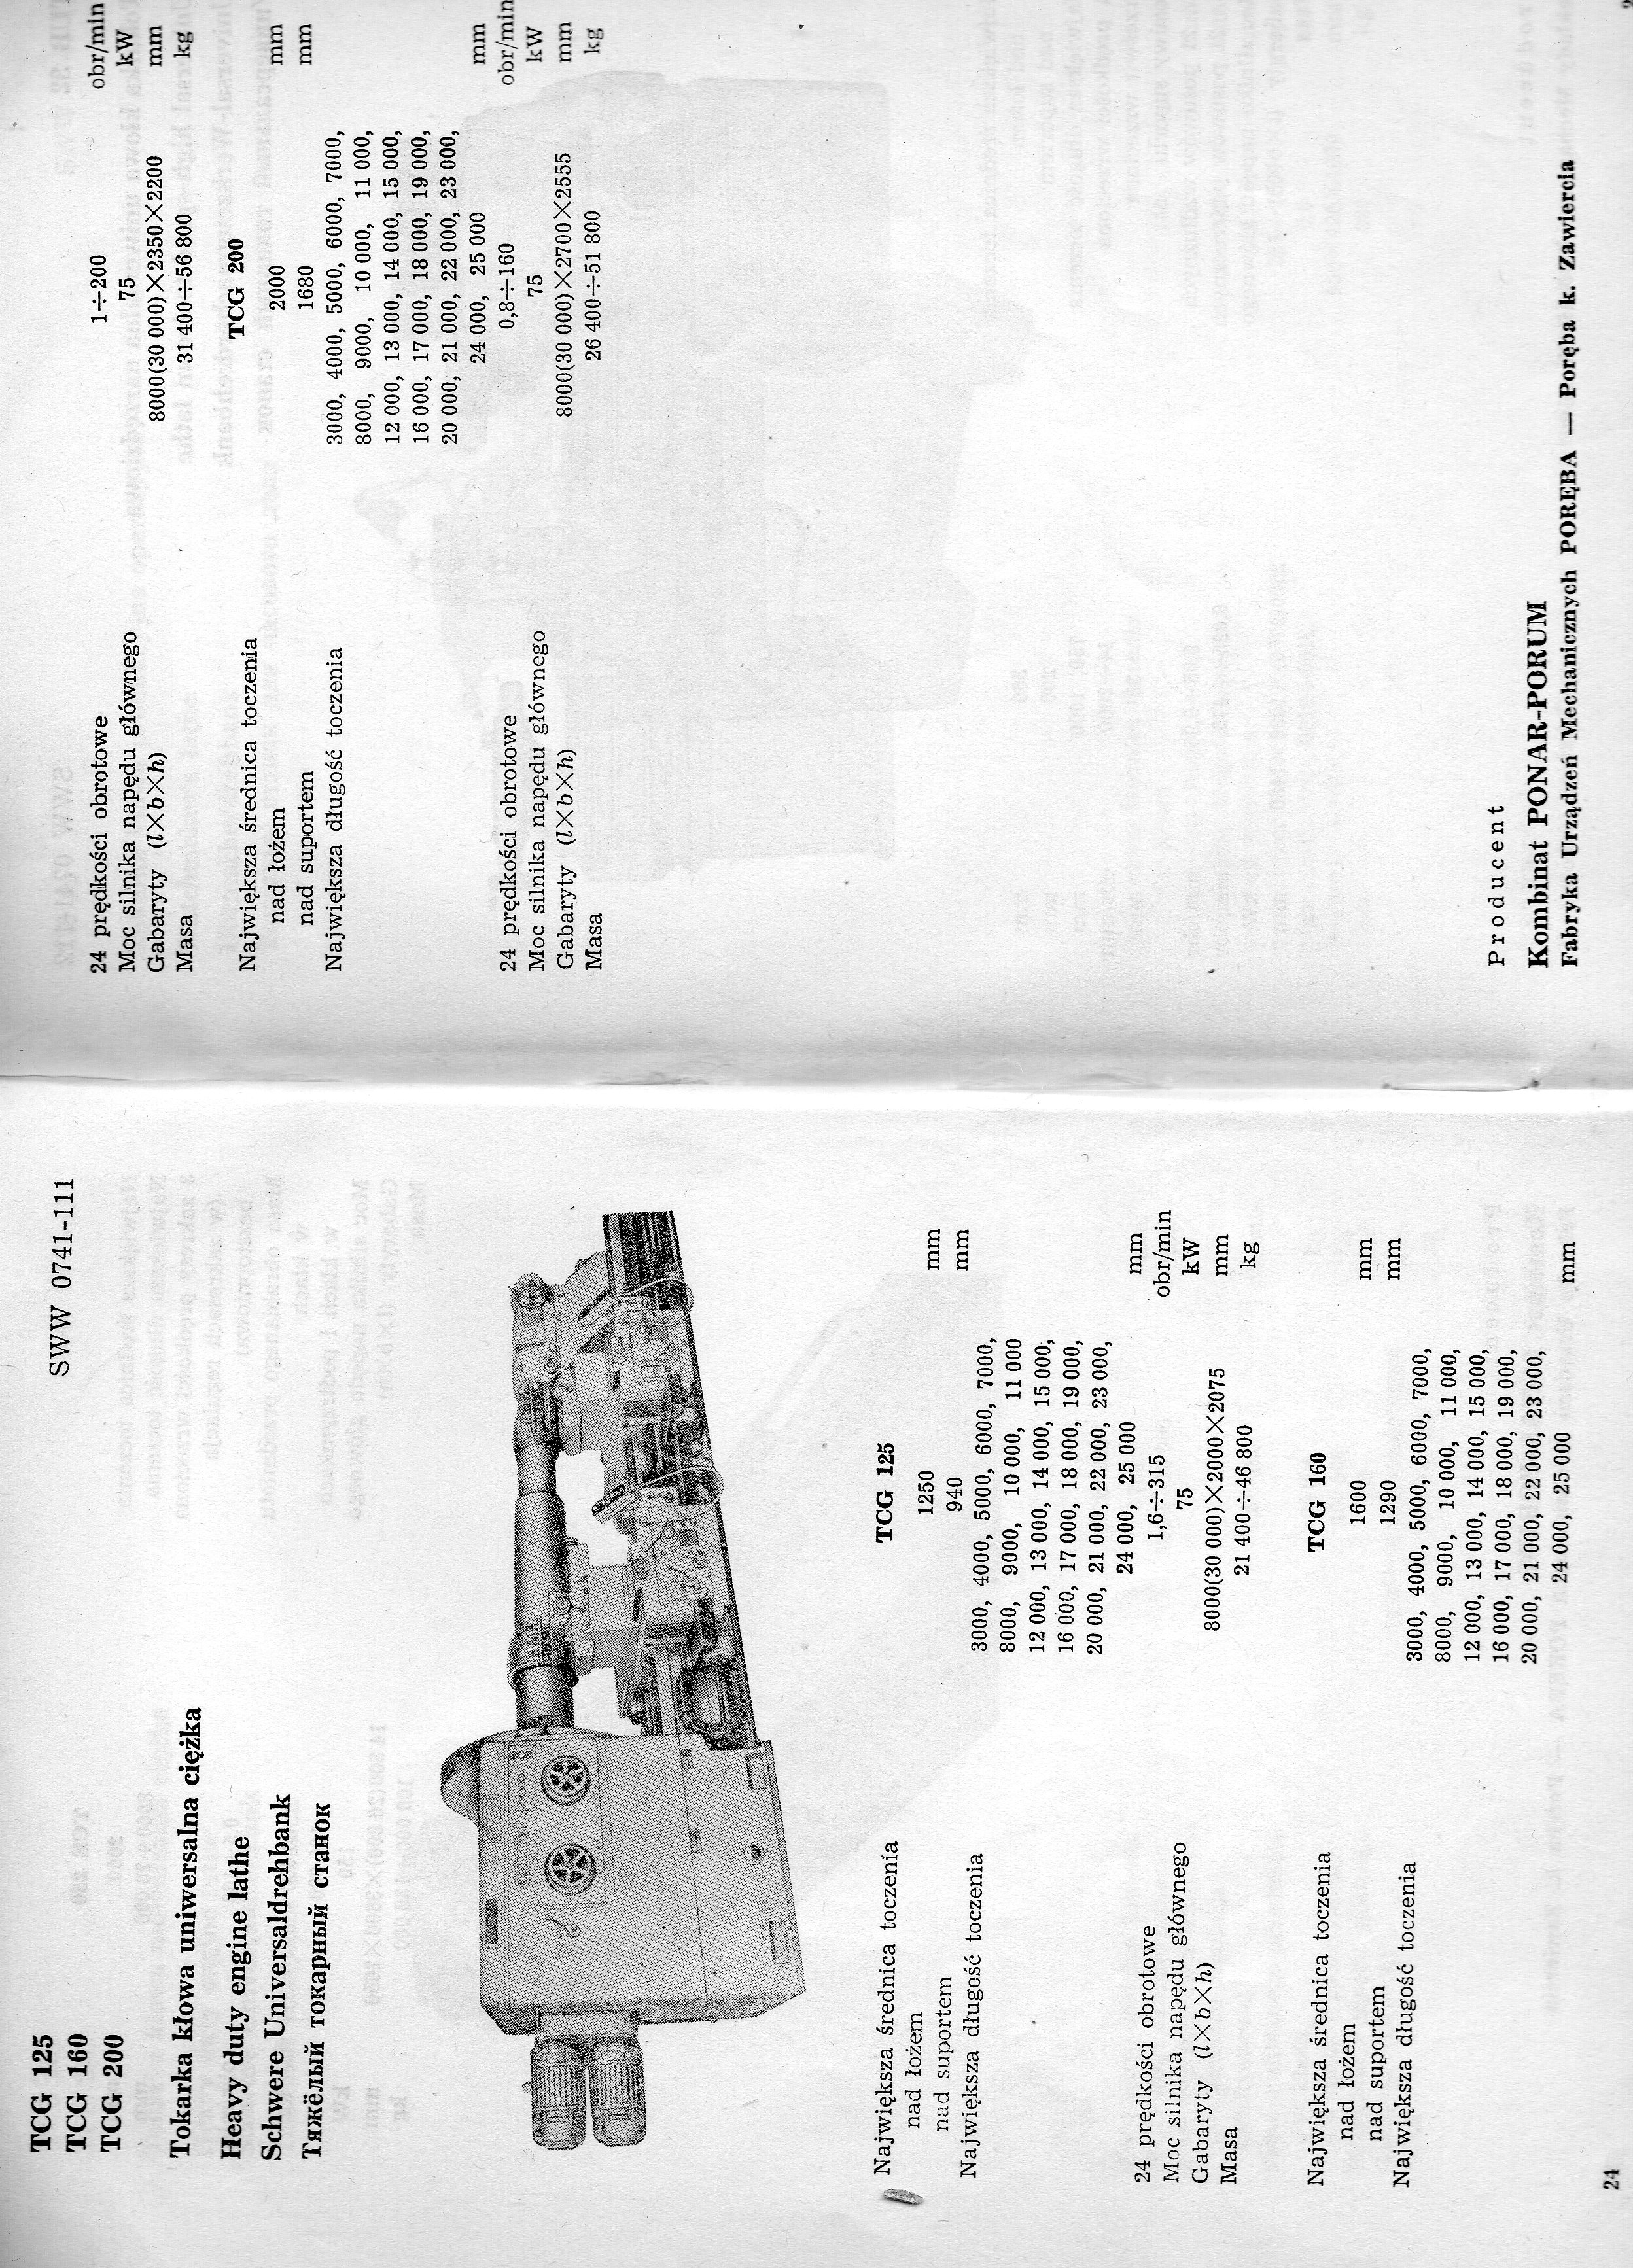 TCG 125
TCG 160
TCG 200
SWW 0741-111
Tokarka kłowa uniwersalna ciężka
Heavy duty engine lathe
Schwere Universaldrehbank
Тяжёлый токарный станок
POREBA
Największa średnica toczenia TCG 125
nad łożem 1250 mm
nad suportem 940 mm
Największa długość toczenia 3000, 4000, 5000, 6000, 7000,
8000, 9000, 10 000, 11 000
12 000, 13 000, 14 000, 15 000,
16 000, 17 000, 18 000, 19 000,
20 000, 21 000, 22 000, 23 000,
24 000, 25 000 mm
24 prędkości obrotowe 1,6÷315 obr/min
Moc silnika napędu głównego 75 kW
Gabaryty (l×b×h) 8000(30 000)×2000×2075 mm
Masa 21 400÷46 800 kg
Największa średnica toczenia TCG 160
nad łożem 1600 mm
nad suportem 1290 mm
Największa długość toczenia 3000, 4000, 5000, 6000, 7000,
8000, 9000, 10 000, 11 000,
12 000, 13 000, 14 000, 15 000,
16 000, 17 000, 18 000, 19 000,
20 000, 21 000, 22 000, 23 000,
24 000, 25 000 mm
24
24 prędkości obrotowe 1÷200 obr/min
Moc silnika napędu głównego 75 kW
Gabaryty (l×b×h) 8000(30 000)×2350×2200 mm
Masa 31 400÷56 800 kg
TCG 200
Największa średnica toczenia
nad łożem 2000 mm
nad suportem 1680 mm
Największa długość toczenia 3000, 4000, 5000, 6000, 7000,
8000, 9000, 10 000, 11 000,
12 000, 13 000, 14 000, 15 000,
16 000, 17 000, 18 000, 19 000,
20 000, 21 000, 22 000, 23 000,
24 000, 25 000 mm
24 prędkości obrotowe 0,8÷160 obr/min
Moc silnika napędu głównego 75 kW
Gabaryty (l×b×h) 8000(30 000)×2700×2555 mm
Masa 26 400÷51 800 kg
Producent
Kombinat PONAR-PORUM
Fabryka Urządzeń Mechanicznych PORĘBA — Poręba k. Zawiercia